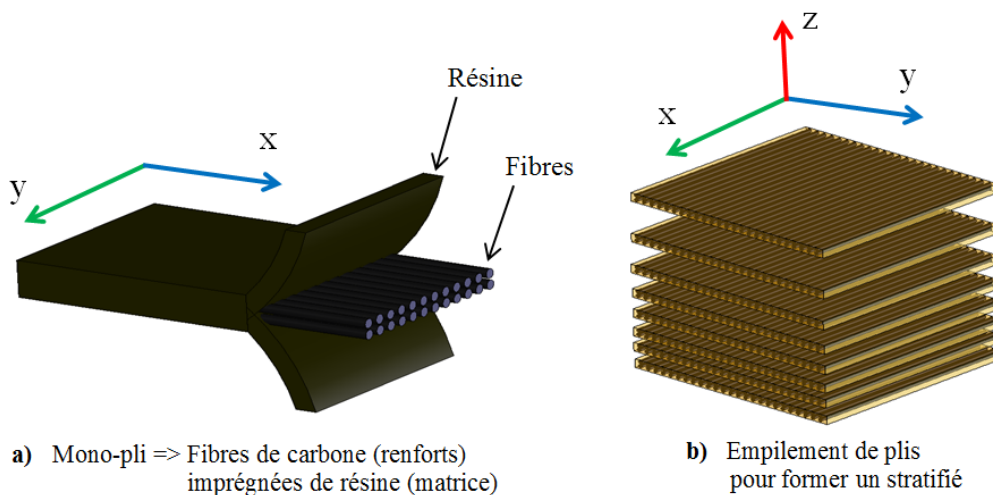 Résine
x
y
Fibres
a) Mono-pli => Fibres de carbone (renforts)
imprégnées de résine (matrice)
z
y
x
b) Empilement de plis
pour former un stratifié